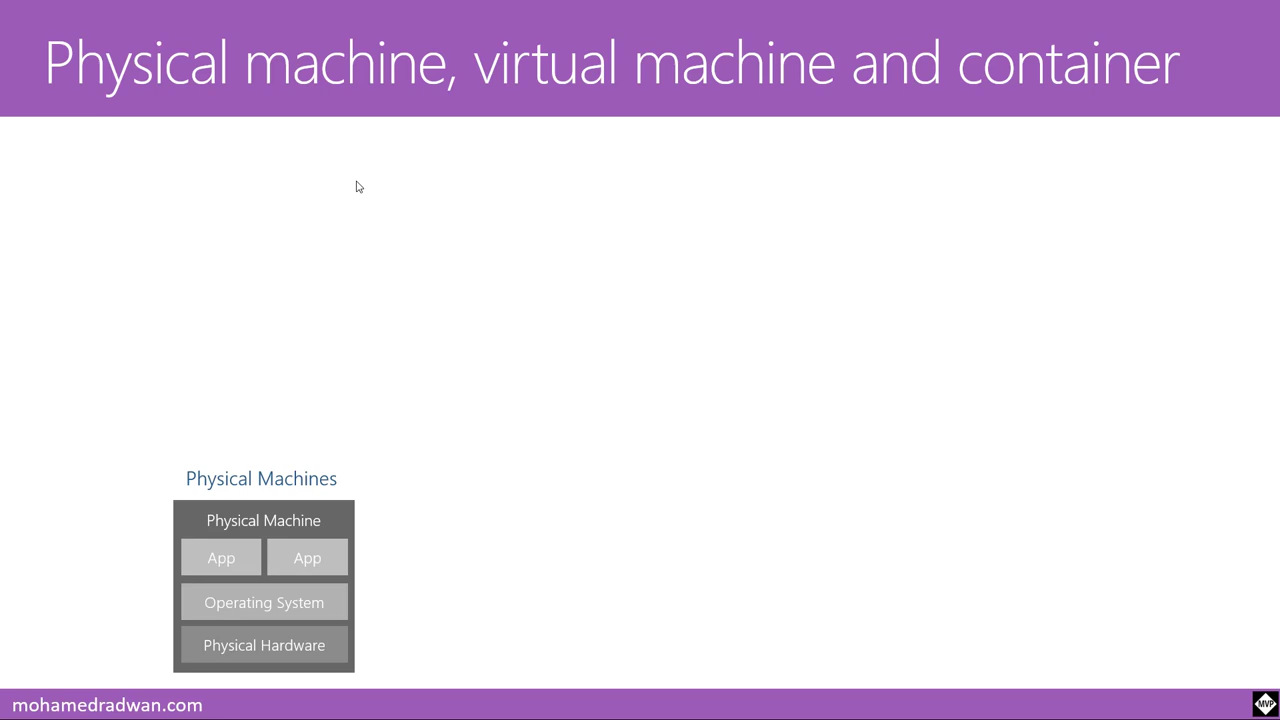 Physical machine, virtual machine and container
Physical Machines
Physical Machine
App App
Operating System
Physical Hardware
mohamedradwan.com
MVP